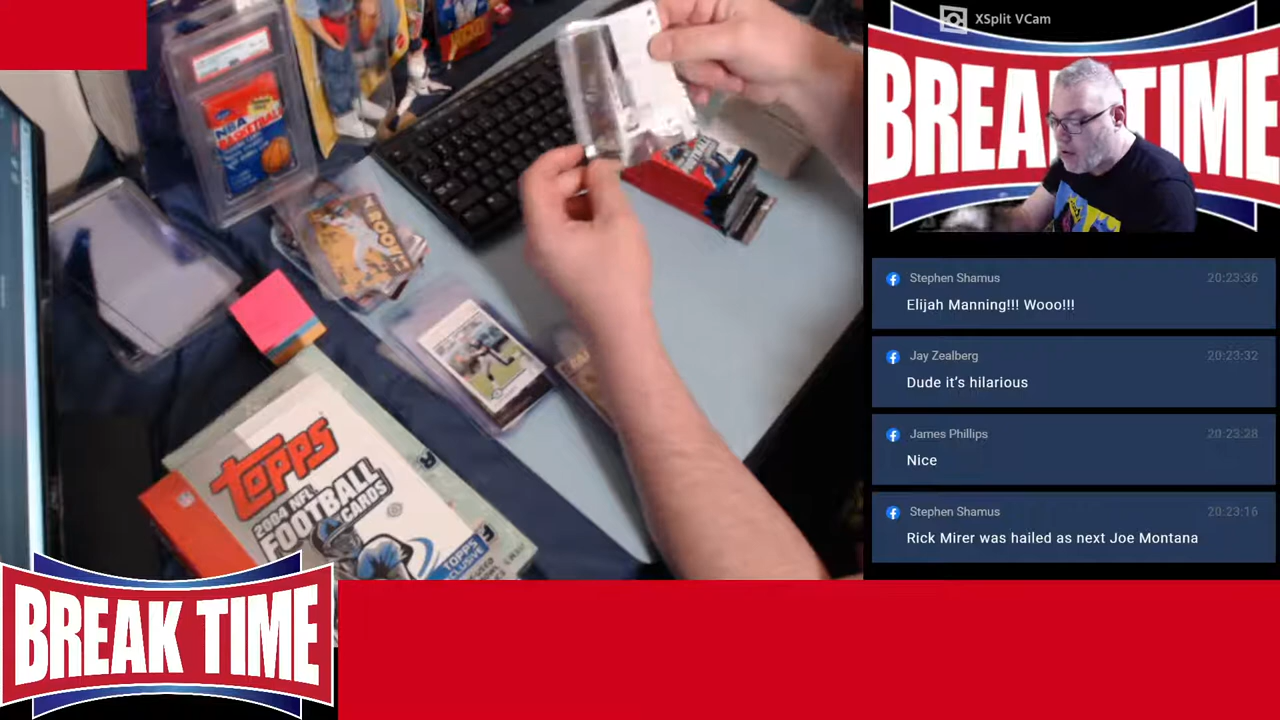 XSplit VCam
BREAK TIME
Stephen Shamus
20:23:36
Elijah Manning!!! Wooo!!!
Jay Zealberg
20:23:32
Dude it’s hilarious
James Phillips
20:23:28
Nice
Stephen Shamus
20:23:16
Rick Mirer was hailed as next Joe Montana
NBA
BASKETBALL
HOCKEY
topps
2004 NFL
FOOTBALL
CARDS
TOPPS
BREAK TIME